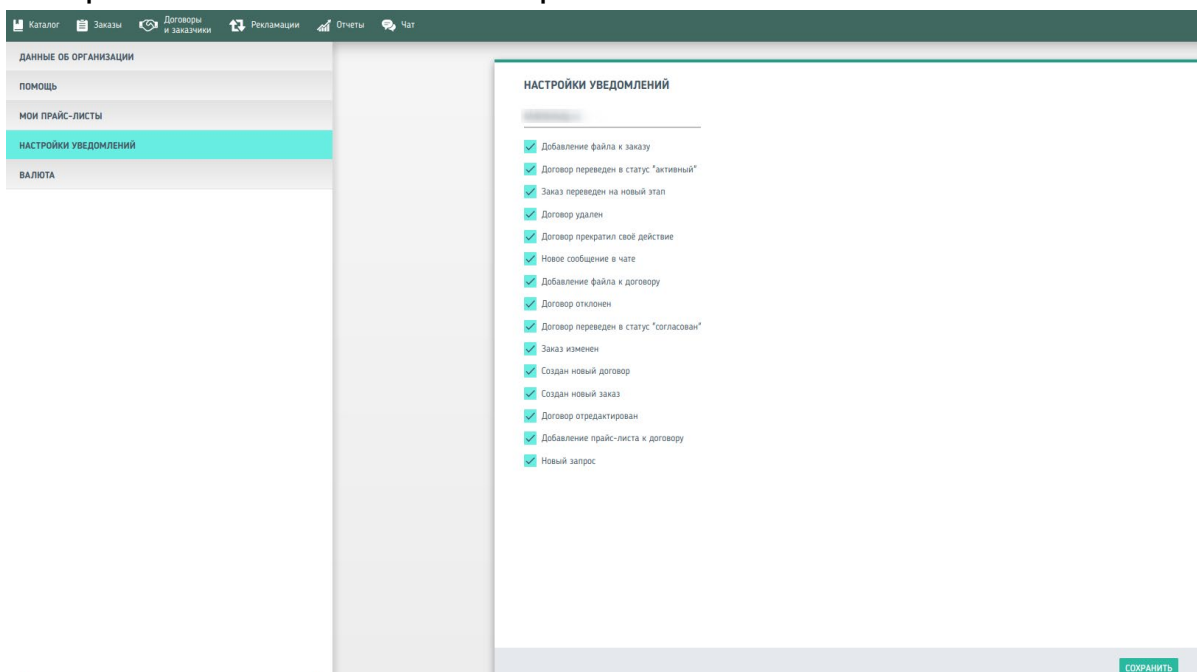 Каталог
Заказы
Договоры
и заказчики
Рекламации
Отчеты
Чат
ДАННЫЕ ОБ ОРГАНИЗАЦИИ
ПОМОЩЬ
МОИ ПРАЙС-ЛИСТЫ
НАСТРОЙКИ УВЕДОМЛЕНИЙ
ВАЛЮТА
НАСТРОЙКИ УВЕДОМЛЕНИЙ
Добавление файла к заказу
Договор переведен в статус "активный"
Заказ переведен на новый этап
Договор удален
Договор прекратил своё действие
Новое сообщение в чате
Добавление файла к договору
Договор отклонен
Договор переведен в статус "согласован"
Заказ изменен
Создан новый договор
Создан новый заказ
Договор отредактирован
Добавление прайс-листа к договору
Новый запрос
СОХРАНИТЬ